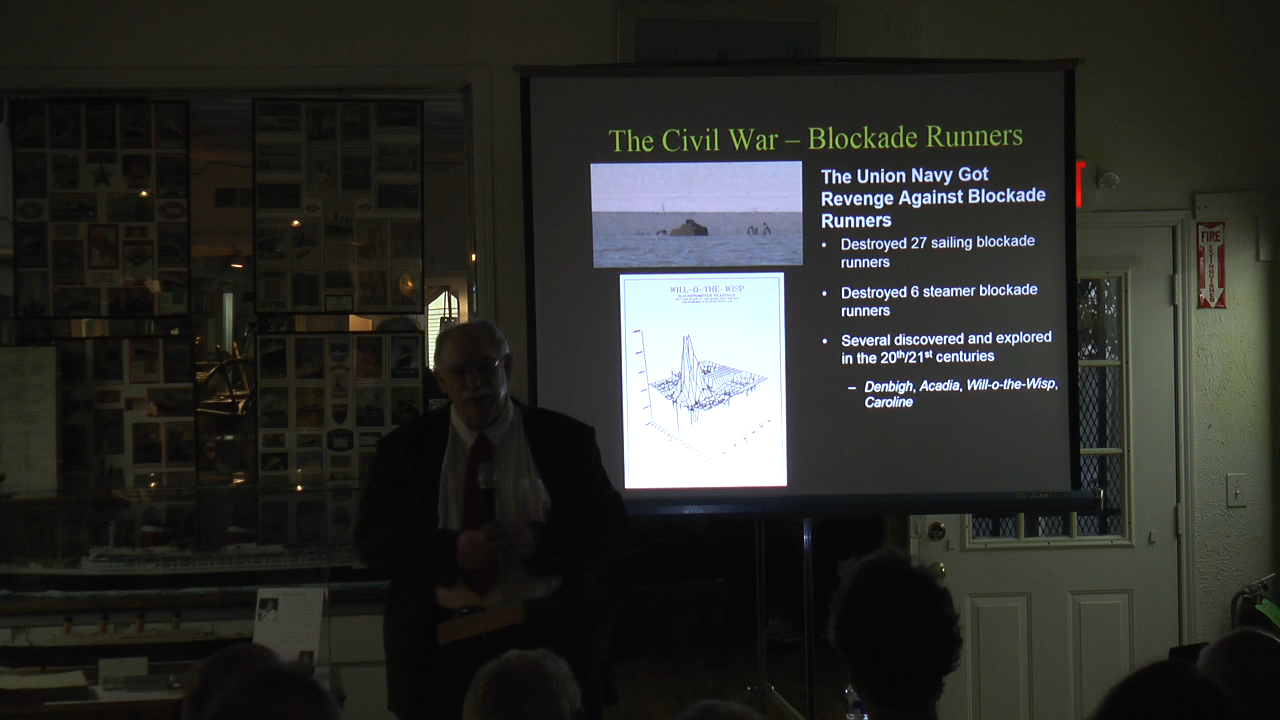 The Civil War – Blockade Runners
The Union Navy Got
Revenge Against Blockade
Runners
• Destroyed 27 sailing blockade
runners
• Destroyed 6 steamer blockade
runners
• Several discovered and explored
in the 20th/21st centuries
– Denbigh, Acadia, Will-o-the-Wisp,
Caroline
WILL-O-THE-WISP
MAGNETOMETER READINGS
FIRE
EXTINGUISHER